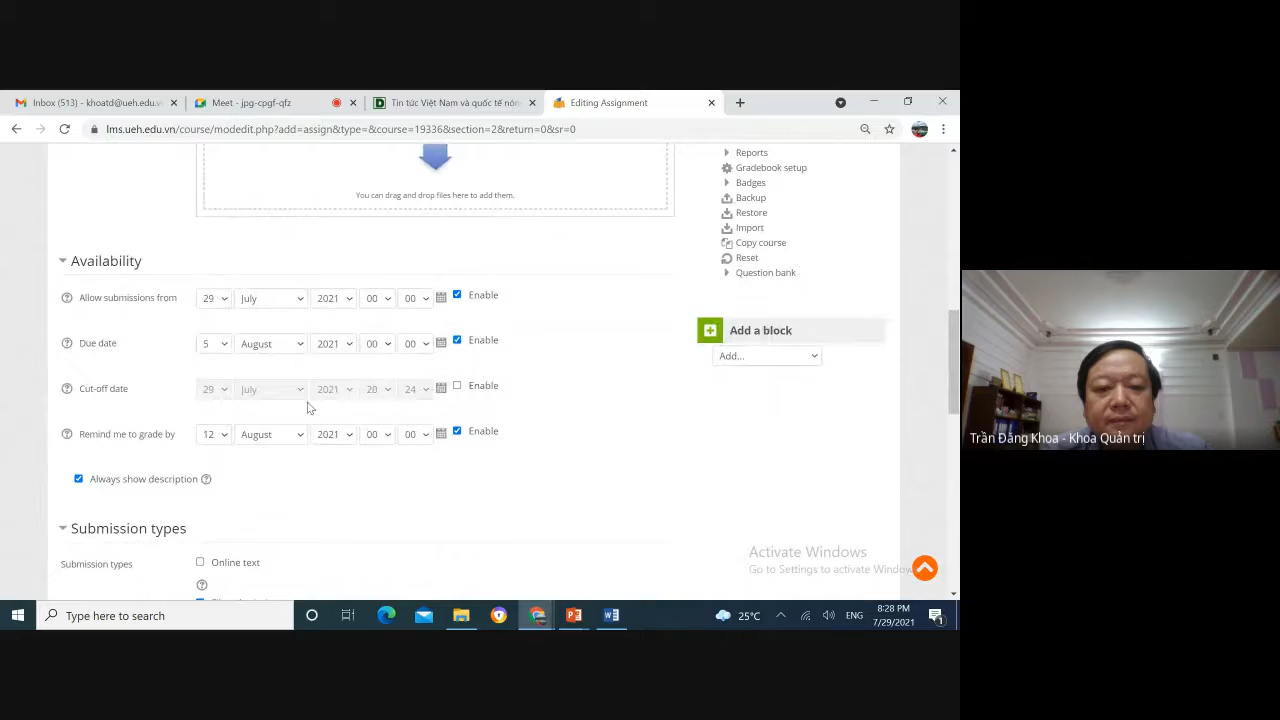 Inbox (513) - khoatd@ueh.edu.v
Meet - jpg-cpgf-qfz
Tin tức Việt Nam và quốc tế nón
Editing Assignment
lms.ueh.edu.vn/course/modedit.php?add=assign&type=&course=19336&section=2&return=0&sr=0
You can drag and drop files here to add them.
Reports
Gradebook setup
Badges
Backup
Restore
Import
Copy course
Reset
Question bank
Add a block
Add...
Availability
Allow submissions from 29 July 2021 00 00 Enable
Due date 5 August 2021 00 00 Enable
Cut-off date 29 July 2021 20 24 Enable
Remind me to grade by 12 August 2021 00 00 Enable
Always show description
Submission types
Submission types Online text
Activate Windows
Go to Settings to activate Window
Trần Đăng Khoa - Khoa Quản trị
Type here to search
25°C
ENG
8:28 PM
7/29/2021
1